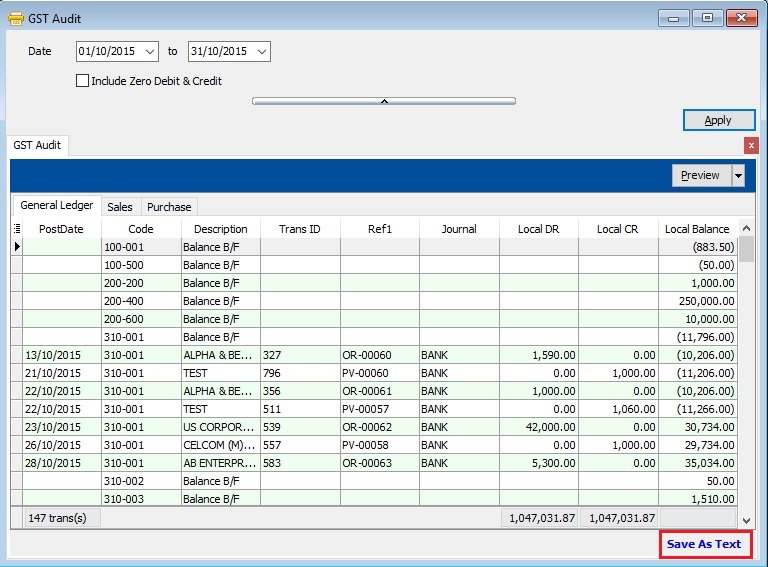 GST Audit
Date 01/10/2015 to 31/10/2015
Include Zero Debit & Credit
Apply
GST Audit
Preview
General Ledger Sales Purchase
PostDate Code Description Trans ID Ref1 Journal Local DR Local CR Local Balance
100-001 Balance B/F (883.50)
100-500 Balance B/F (50.00)
200-200 Balance B/F 1,000.00
200-400 Balance B/F 250,000.00
200-600 Balance B/F 10,000.00
310-001 Balance B/F (11,796.00)
13/10/2015 310-001 ALPHA & BE... 327 OR-00060 BANK 1,590.00 0.00 (10,206.00)
21/10/2015 310-001 TEST 796 PV-00060 BANK 0.00 1,000.00 (11,206.00)
22/10/2015 310-001 ALPHA & BE... 356 OR-00061 BANK 1,000.00 0.00 (10,206.00)
22/10/2015 310-001 TEST 511 PV-00057 BANK 0.00 1,060.00 (11,266.00)
23/10/2015 310-001 US CORPOR... 539 OR-00062 BANK 42,000.00 0.00 30,734.00
26/10/2015 310-001 CELCOM (M)... 557 PV-00058 BANK 0.00 1,000.00 29,734.00
28/10/2015 310-001 AB ENTERPR... 583 OR-00063 BANK 5,300.00 0.00 35,034.00
310-002 Balance B/F 50.00
310-003 Balance B/F 1,510.00
147 trans(s) 1,047,031.87 1,047,031.87
Save As Text